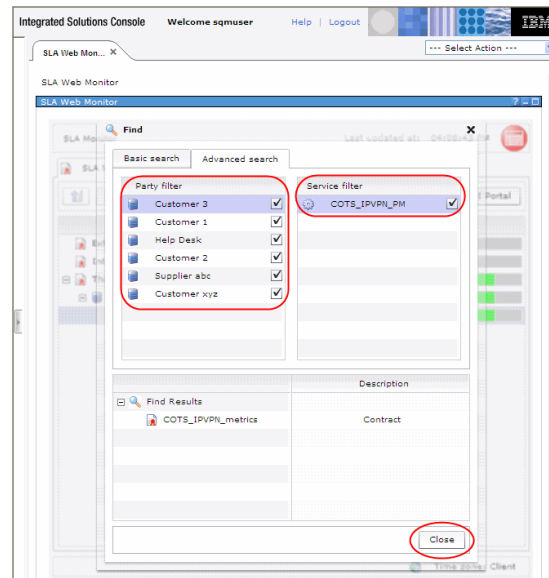 Integrated Solutions Console Welcome sqmuser Help | Logout IBM
SLA Web Mon... X --- Select Action ---
SLA Web Monitor
SLA Web Monitor
Find X
Last updated at:
Basic search Advanced search
Party filter Service filter
Customer 3 COTS_IPVPN_PM
Portal
Customer 1
Help Desk
Customer 2
Supplier abc
Customer xyz
Description
Find Results
COTS_IPVPN_metrics Contract
Close
Time zone: Client